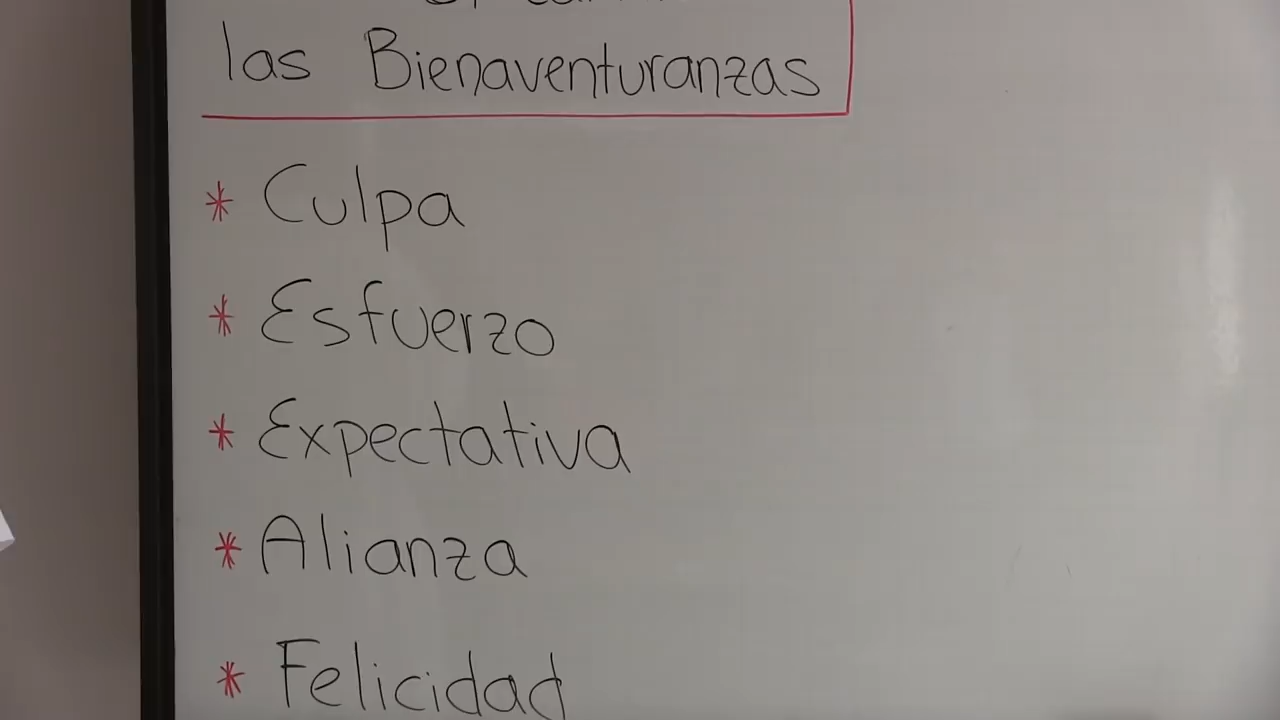 las Bienaventuranzas
* Culpa
* Esfuerzo
* Expectativa
* Alianza
* Felicidad